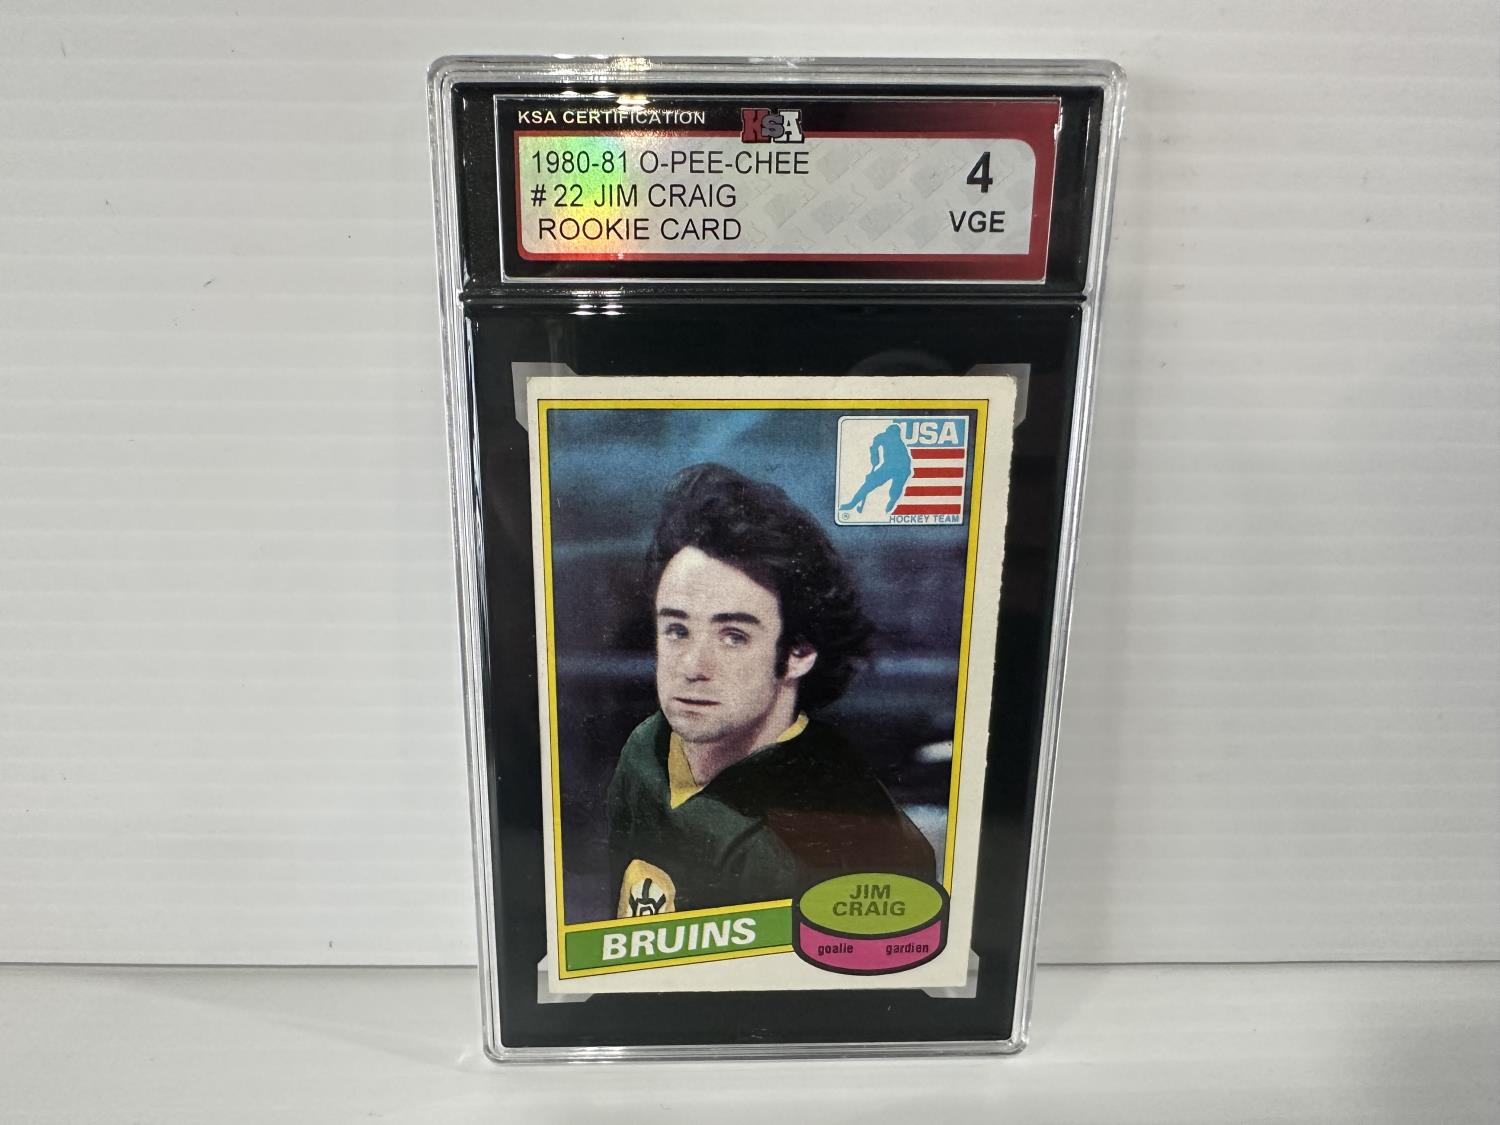 KSA CERTIFICATION
KSA
1980-81 O-PEE-CHEE
# 22 JIM CRAIG
ROOKIE CARD
4
VGE
USA
HOCKEY TEAM
®
JIM
CRAIG
BRUINS
goalie gardien